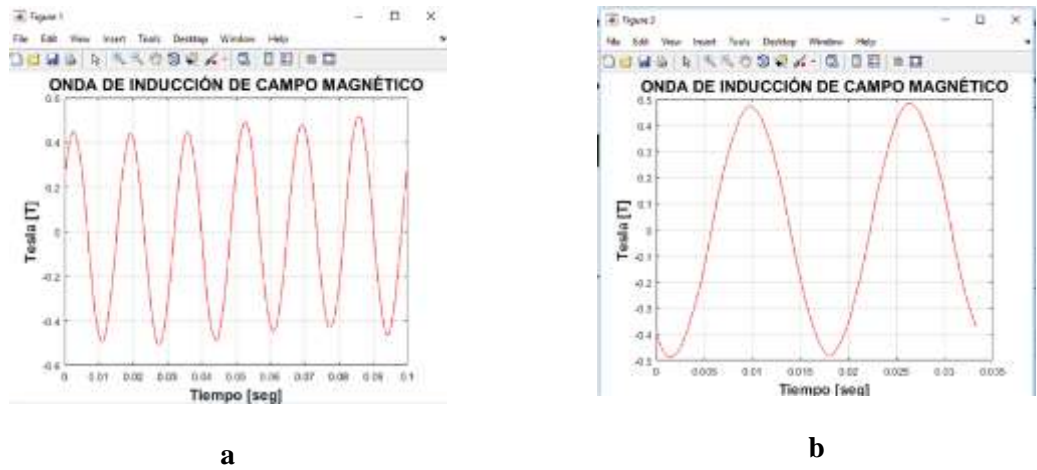 Figure 1
File Edit View Insert Tools Desktop Window Help
ONDA DE INDUCCIÓN DE CAMPO MAGNÉTICO
0.6
0.4
0.2
0
-0.2
-0.4
-0.6
Tesla [T]
0 0.01 0.02 0.03 0.04 0.05 0.06 0.07 0.08 0.09 0.1
Tiempo [seg]
a
Figure 2
File Edit View Insert Tools Desktop Window Help
ONDA DE INDUCCIÓN DE CAMPO MAGNÉTICO
0.5
0.4
0.3
0.2
0.1
0
-0.1
-0.2
-0.3
-0.4
-0.5
Tesla [T]
0 0.005 0.01 0.015 0.02 0.025 0.03 0.035
Tiempo [seg]
b